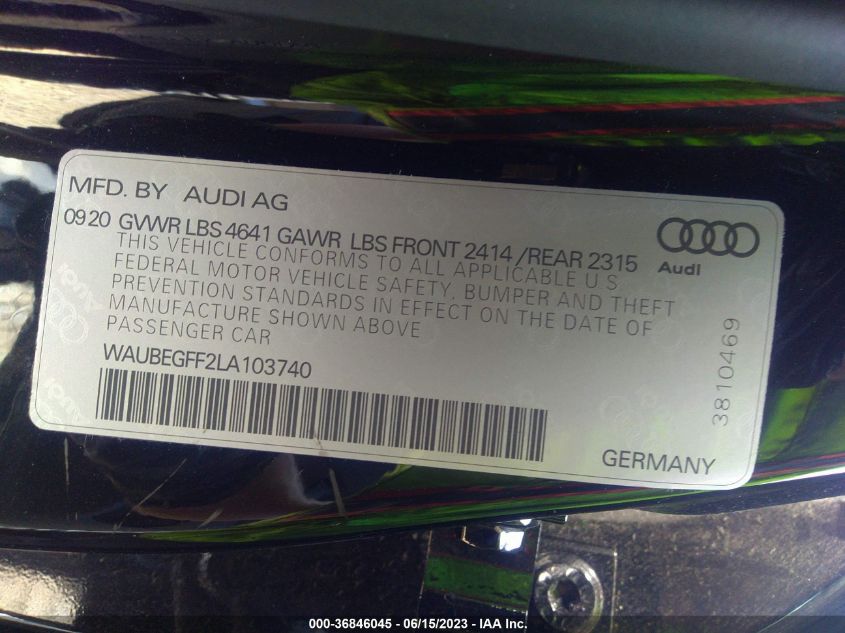 MFD. BY AUDI AG
0920 GVWR LBS 4641 GAWR LBS FRONT 2414 /REAR 2315
THIS VEHICLE CONFORMS TO ALL APPLICABLE U S
FEDERAL MOTOR VEHICLE SAFETY, BUMPER AND THEFT
PREVENTION STANDARDS IN EFFECT ON THE DATE OF
MANUFACTURE SHOWN ABOVE
PASSENGER CAR
WAUBEGFF2LA103740
Audi
3810469
GERMANY
000-36846045 - 06/15/2023 - IAA Inc.